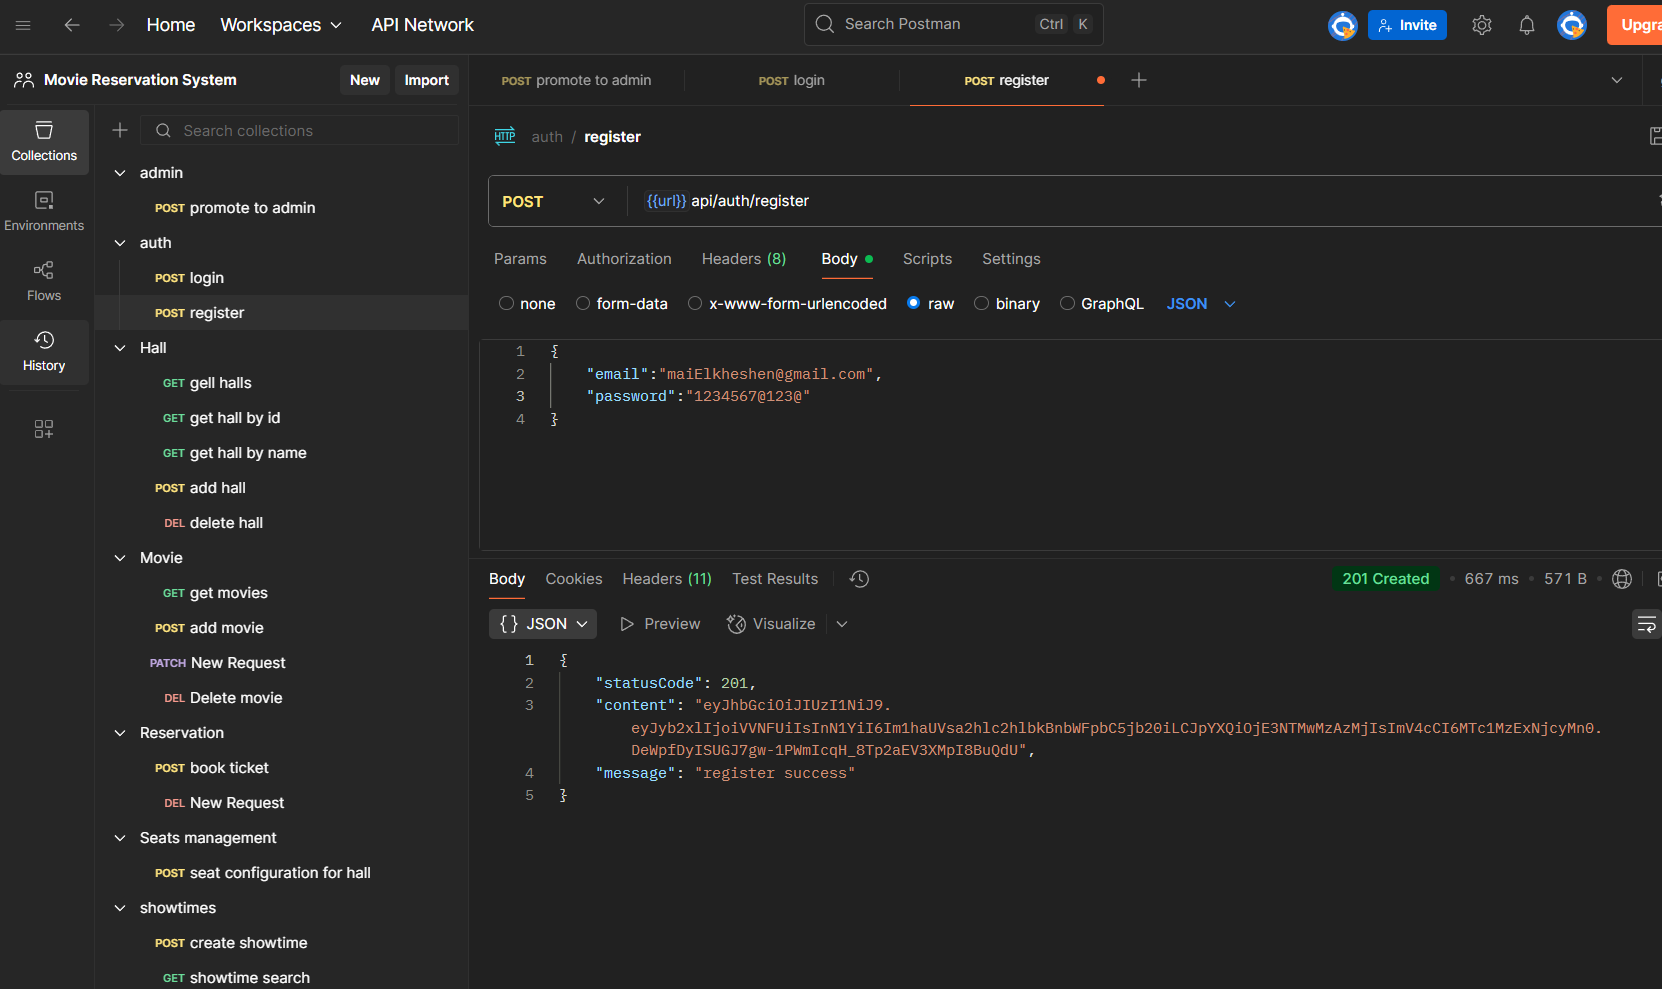 Home Workspaces API Network Search Postman Ctrl K Invite Upgra
Movie Reservation System New Import
POST promote to admin POST login POST register
Search collections
Collections
Environments
Flows
History
admin
POST promote to admin
auth
POST login
POST register
Hall
GET gell halls
GET get hall by id
GET get hall by name
POST add hall
DEL delete hall
Movie
GET get movies
POST add movie
PATCH New Request
DEL Delete movie
Reservation
POST book ticket
DEL New Request
Seats management
POST seat configuration for hall
showtimes
POST create showtime
GET showtime search
HTTP auth / register
POST {{url}} api/auth/register
Params Authorization Headers (8) Body Scripts Settings
none form-data x-www-form-urlencoded raw binary GraphQL JSON
1 {
2 "email":"maiElkheshen@gmail.com",
3 "password":"1234567@123@"
4 }
Body Cookies Headers (11) Test Results 201 Created • 667 ms • 571 B
{} JSON Preview Visualize
1 {
2 "statusCode": 201,
3 "content": "eyJhbGciOiJIUzI1NiJ9.
eyJyb2xlIjoiVVNFUiIsInN1YiI6Im1haUVsa2hlc2hlbkBnbWFpbC5jb20iLCJpYXQiOjE3NTMwMzAzMjIsImV4cCI6MTc1MzExNjcyMn0.
DeWpfDyISUGJ7gw-1PWmIcqH_8Tp2aEV3XMpI8BuQdU",
4 "message": "register success"
5 }